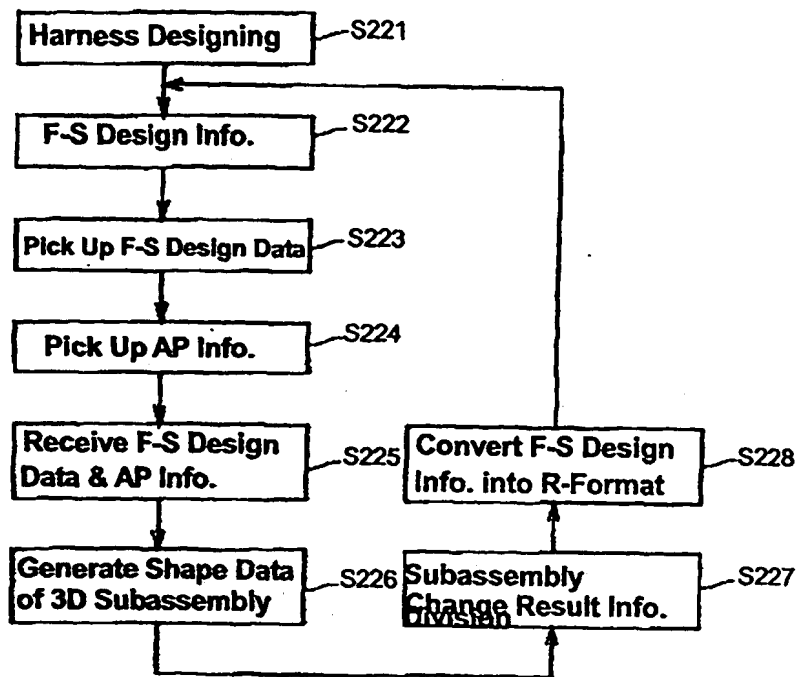 Harness Designing
S221
F-S Design Info.
S222
Pick Up F-S Design Data
S223
Pick Up AP Info.
S224
Receive F-S Design
Data & AP Info.
S225
Generate Shape Data
of 3D Subassembly
S226
Subassembly
Change Result Info.
Division
S227
Convert F-S Design
Info. into R-Format
S228